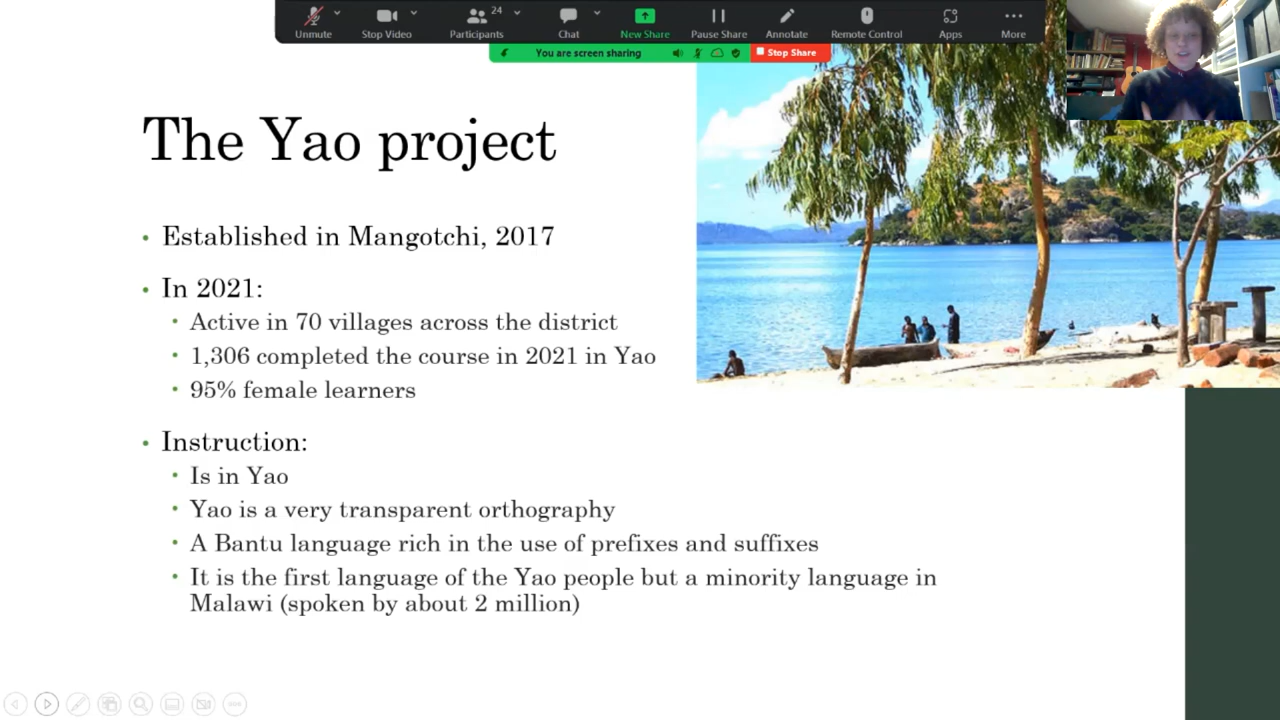 24
Unmute
Stop Video
Participants
Chat
New Share
Pause Share
Annotate
Remote Control
Apps
More
You are screen sharing
Stop Share
The Yao project
Established in Mangotchi, 2017
In 2021:
Active in 70 villages across the district
1,306 completed the course in 2021 in Yao
95% female learners
Instruction:
Is in Yao
Yao is a very transparent orthography
A Bantu language rich in the use of prefixes and suffixes
It is the first language of the Yao people but a minority language in
Malawi (spoken by about 2 million)